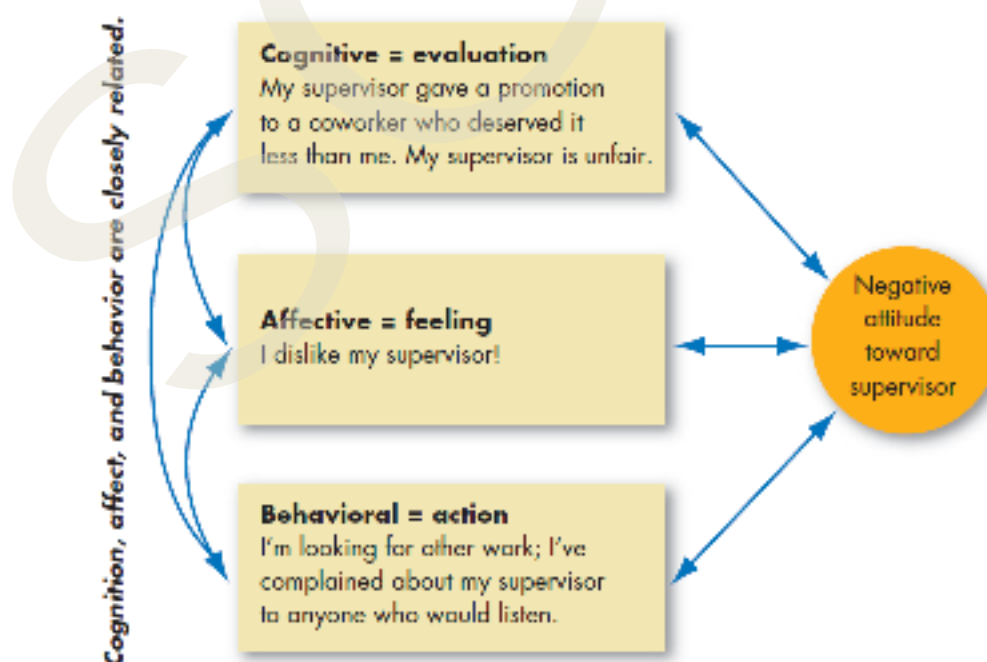 Cognition, affect, and behavior are closely related.
Cognitive = evaluation
My supervisor gave a promotion
to a coworker who deserved it
less than me. My supervisor is unfair.
Affective = feeling
I dislike my supervisor!
Behavioral = action
I'm looking for other work; I've
complained about my supervisor
to anyone who would listen.
Negative
attitude
toward
supervisor